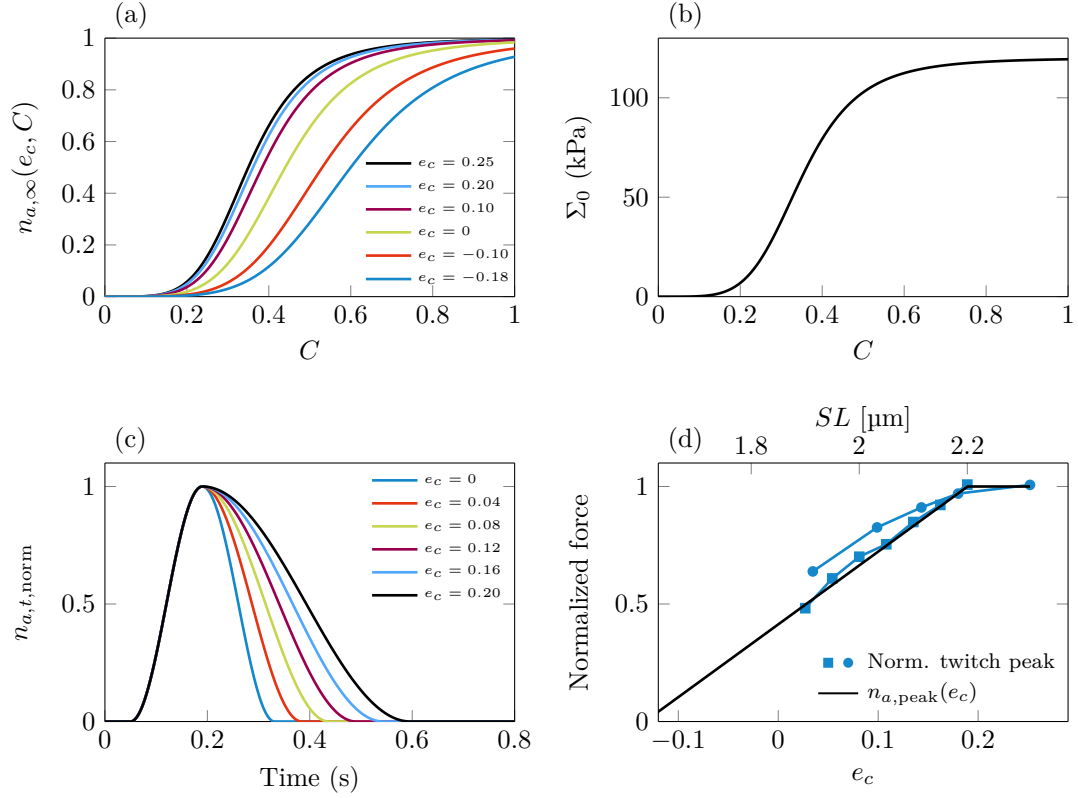 (a)
1
0.8
0.6
0.4
0.2
0
n_{a,∞}(e_c, C)
e_c = 0.25
e_c = 0.20
e_c = 0.10
e_c = 0
e_c = −0.10
e_c = −0.18
0 0.2 0.4 0.6 0.8 1
C
(b)
100
50
0
Σ_0 (kPa)
0 0.2 0.4 0.6 0.8 1
C
(c)
1
0.5
0
n_{a,t,norm}
e_c = 0
e_c = 0.04
e_c = 0.08
e_c = 0.12
e_c = 0.16
e_c = 0.20
0 0.2 0.4 0.6 0.8
Time (s)
SL [µm]
(d)
1.8 2 2.2
1
0.5
0
Normalized force
Norm. twitch peak
n_{a,peak}(e_c)
−0.1 0 0.1 0.2
e_c